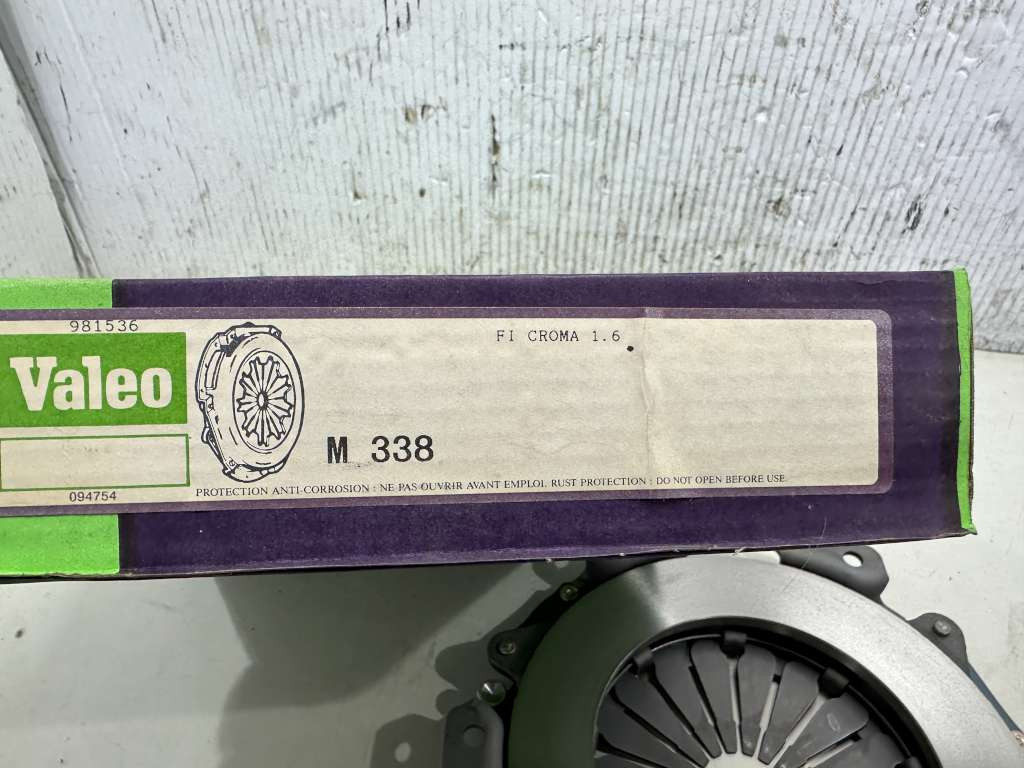 981536
Valeo
FI CROMA 1.6
M 338
094754
PROTECTION ANTI-CORROSION : NE PAS OUVRIR AVANT EMPLOI. RUST PROTECTION : DO NOT OPEN BEFORE USE.